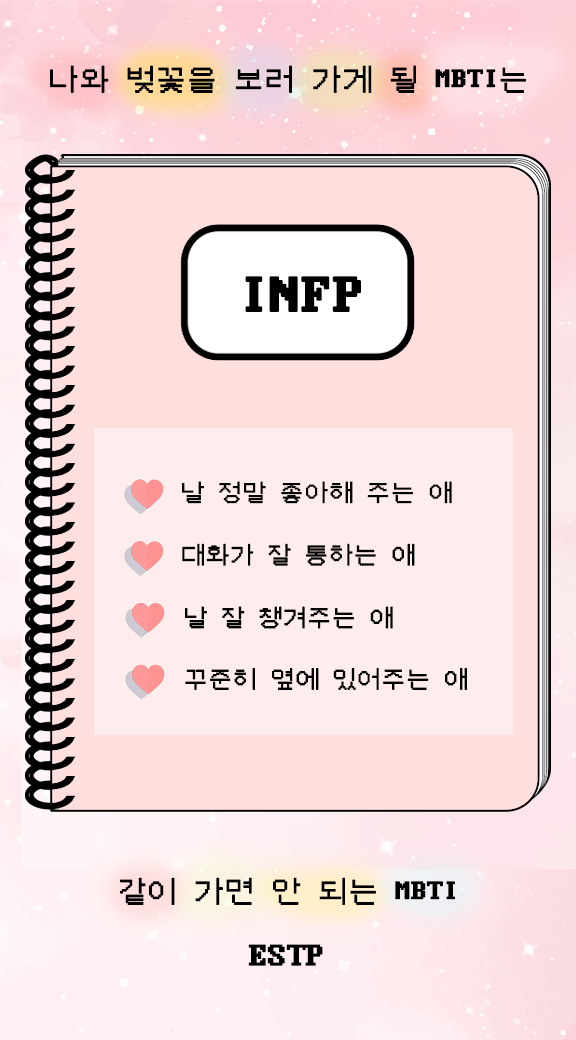 나와 벚꽃을 보러 가게 될 MBTI는
INFP
날 정말 좋아해 주는 애
대화가 잘 통하는 애
날 잘 챙겨주는 애
꾸준히 옆에 있어주는 애
같이 가면 안 되는 MBTI
ESTP